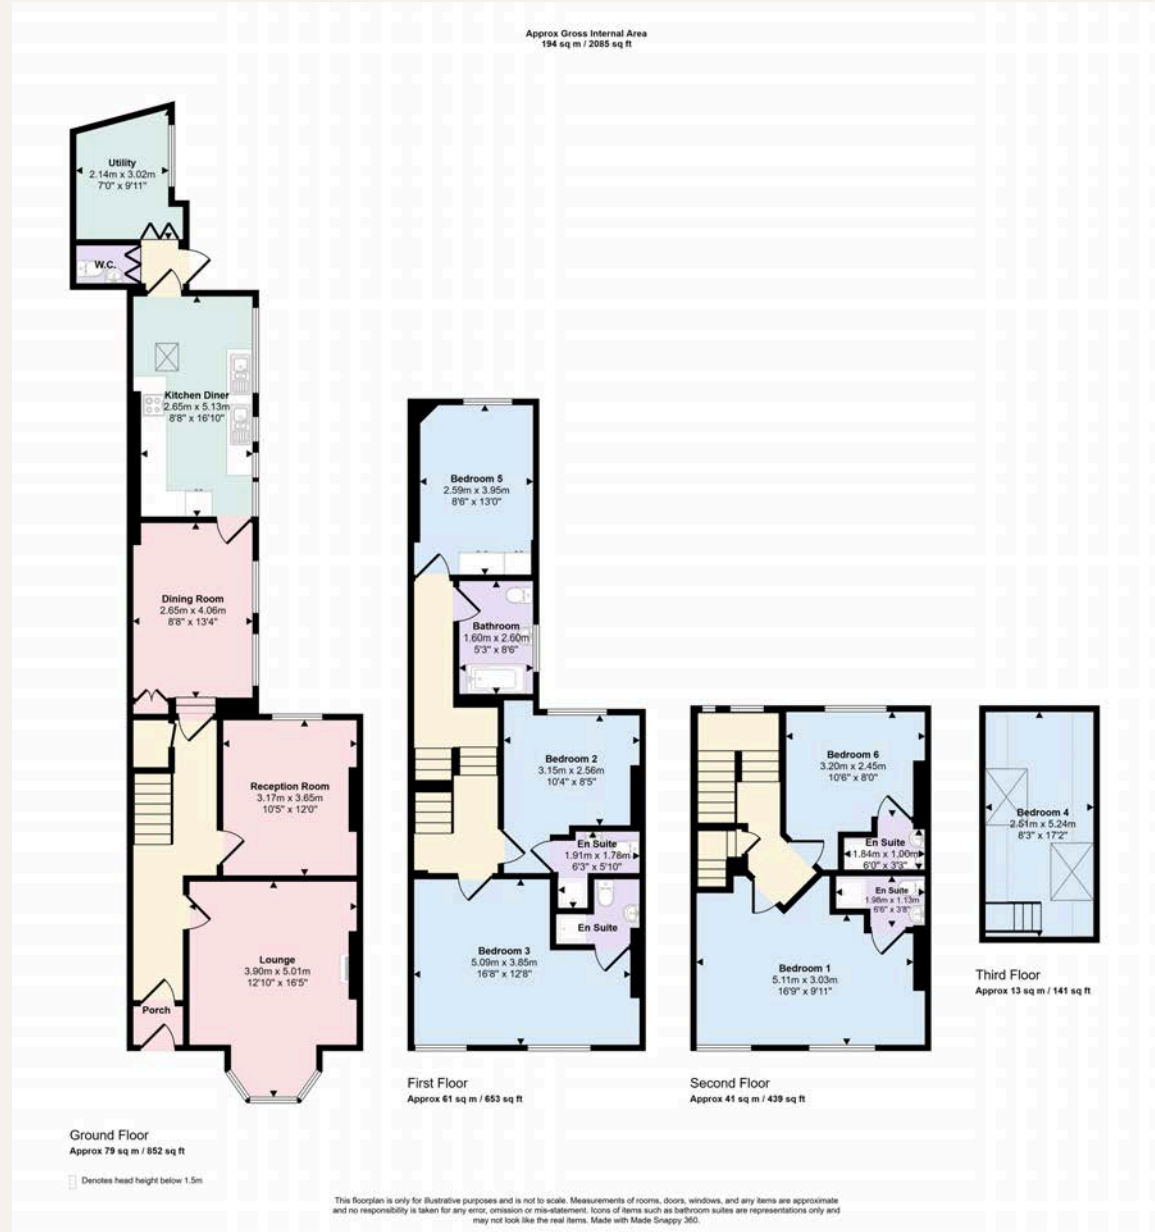 Approx Gross Internal Area
194 sq m / 2085 sq ft
Utility
2.14m x 3.02m
7'0" x 9'11"
W.C.
Kitchen Diner
2.65m x 5.13m
8'8" x 16'10"
Dining Room
2.65m x 4.06m
8'8" x 13'4"
Reception Room
3.17m x 3.65m
10'5" x 12'0"
Lounge
3.90m x 5.01m
12'10" x 16'5"
Porch
Ground Floor
Approx 79 sq m / 852 sq ft
Denotes head height below 1.5m
Bedroom 5
2.59m x 3.95m
8'6" x 13'0"
Bathroom
1.60m x 2.60m
5'3" x 8'6"
Bedroom 2
3.15m x 2.56m
10'4" x 8'5"
En Suite
1.91m x 1.78m
6'3" x 5'10"
En Suite
Bedroom 3
5.09m x 3.85m
16'8" x 12'8"
First Floor
Approx 61 sq m / 653 sq ft
Bedroom 6
3.20m x 2.45m
10'6" x 8'0"
En Suite
1.84m x 1.00m
6'0" x 3'3"
En Suite
1.98m x 1.13m
6'6" x 3'8"
Bedroom 1
5.11m x 3.03m
16'9" x 9'11"
Second Floor
Approx 41 sq m / 439 sq ft
Bedroom 4
2.51m x 5.24m
8'3" x 17'2"
Third Floor
Approx 13 sq m / 141 sq ft
This floorplan is only for illustrative purposes and is not to scale. Measurements of rooms, doors, windows, and any items are approximate
and no responsibility is taken for any error, omission or mis-statement. Icons of items such as bathroom suites are representations only and
may not look like the real items. Made with Made Snappy 360.